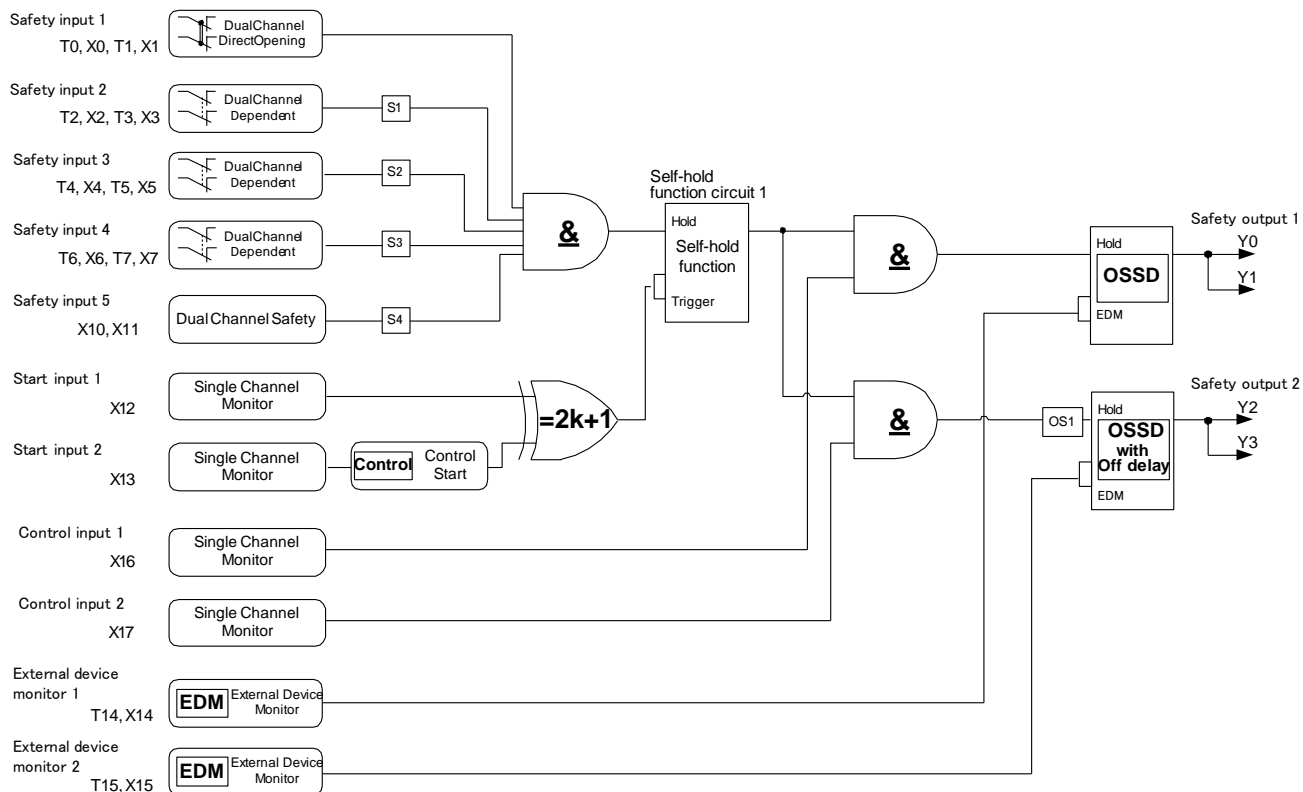 Safety input 1
T0, X0, T1, X1
DualChannel
DirectOpening
Safety input 2
T2, X2, T3, X3
DualChannel
Dependent
S1
Safety input 3
T4, X4, T5, X5
DualChannel
Dependent
S2
Safety input 4
T6, X6, T7, X7
DualChannel
Dependent
S3
Safety input 5
X10, X11
Dual Channel Safety
S4
&
Self-hold
function circuit 1
Hold
Self-hold
function
Trigger
Start input 1
X12
Single Channel
Monitor
Start input 2
X13
Single Channel
Monitor
Control
Control
Start
=2k+1
&
&
Hold
OSSD
EDM
Safety output 1
Y0
Y1
OS1
Hold
OSSD
with
Off delay
EDM
Safety output 2
Y2
Y3
Control input 1
X16
Single Channel
Monitor
Control input 2
X17
Single Channel
Monitor
External device
monitor 1
T14, X14
EDM
External Device
Monitor
External device
monitor 2
T15, X15
EDM
External Device
Monitor